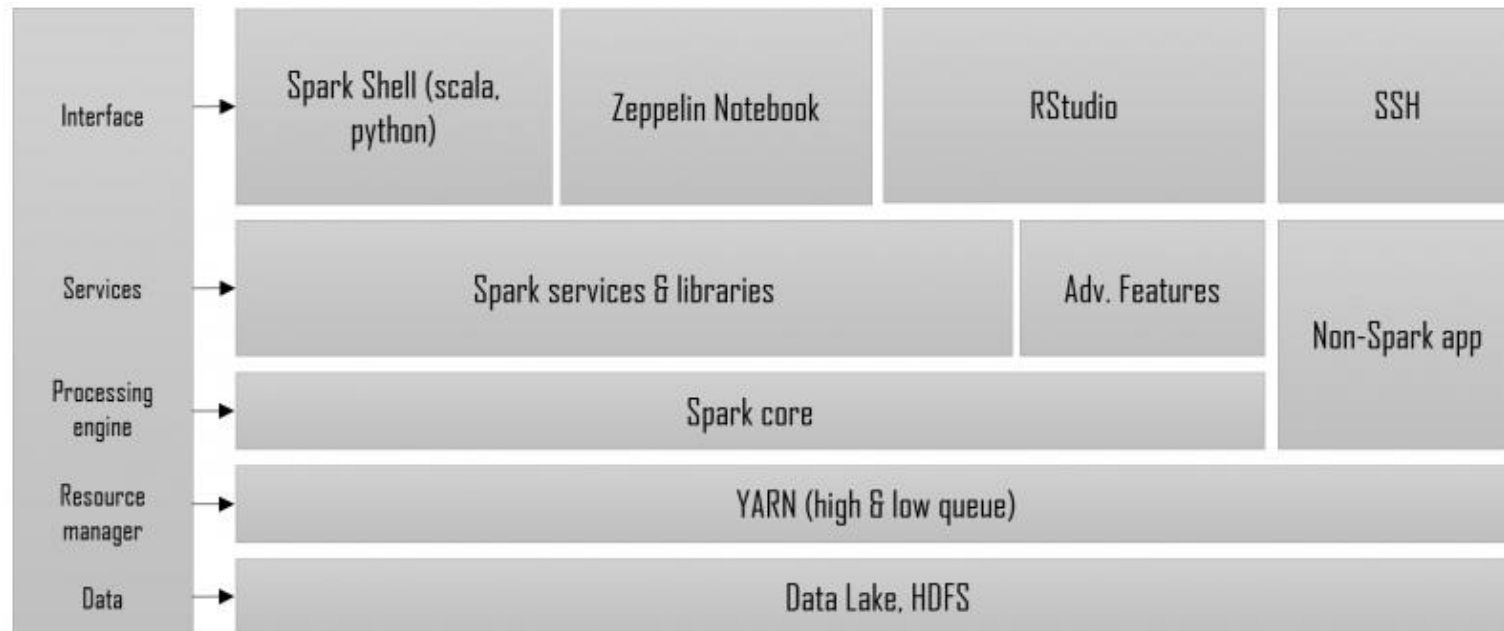 Interface
Spark Shell (scala,
python)
Zeppelin Notebook
RStudio
SSH
Services
Spark services & libraries
Adv. Features
Non-Spark app
Processing
engine
Spark core
Resource
manager
YARN (high & low queue)
Data
Data Lake, HDFS